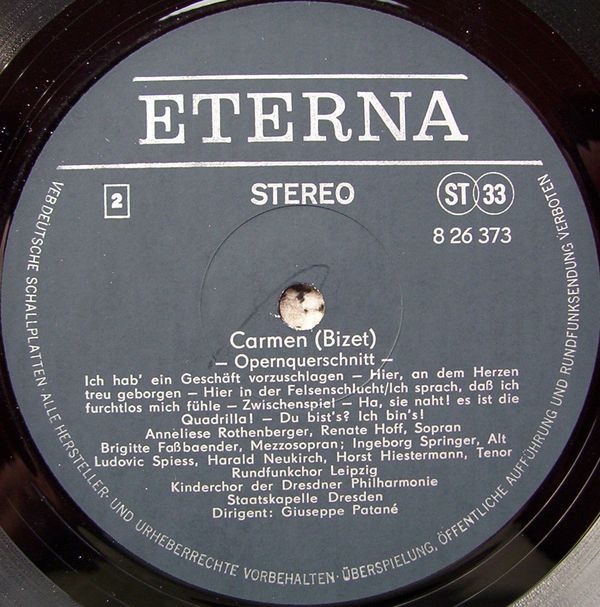 ETERNA
2
STEREO
ST 33
8 26 373
Carmen (Bizet)
— Opernquerschnitt —
Ich hab' ein Geschäft vorzuschlagen — Hier, an dem Herzen
treu geborgen — Hier in der Felsenschlucht/Ich sprach, daß ich
furchtlos mich fühle — Zwischenspiel — Ha, sie naht! es ist die
Quadrilla! — Du bist's? Ich bin's!
Anneliese Rothenberger, Renate Hoff, Sopran
Brigitte Faßbaender, Mezzosopran; Ingeborg Springer, Alt
Ludovic Spiess, Harald Neukirch, Horst Hiestermann, Tenor
Rundfunkchor Leipzig
Kinderchor der Dresdner Philharmonie
Staatskapelle Dresden
Dirigent: Giuseppe Patané
VEB DEUTSCHE SCHALLPLATTEN ALLE HERSTELLER- UND URHEBERRECHTE VORBEHALTEN · ÜBERSPIELUNG, ÖFFENTLICHE AUFFÜHRUNG UND RUNDFUNKSENDUNG VERBOTEN